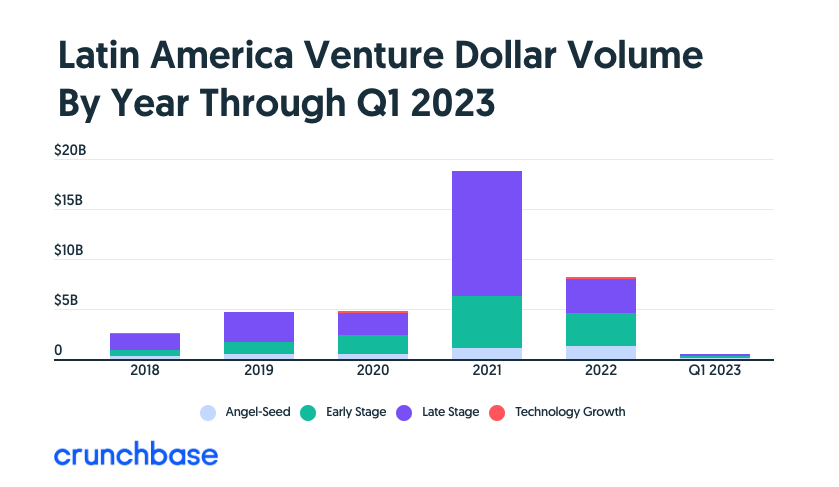 Latin America Venture Dollar Volume
By Year Through Q1 2023
$20B
$15B
$10B
$5B
0
2018 2019 2020 2021 2022 Q1 2023
Angel-Seed Early Stage Late Stage Technology Growth
crunchbase